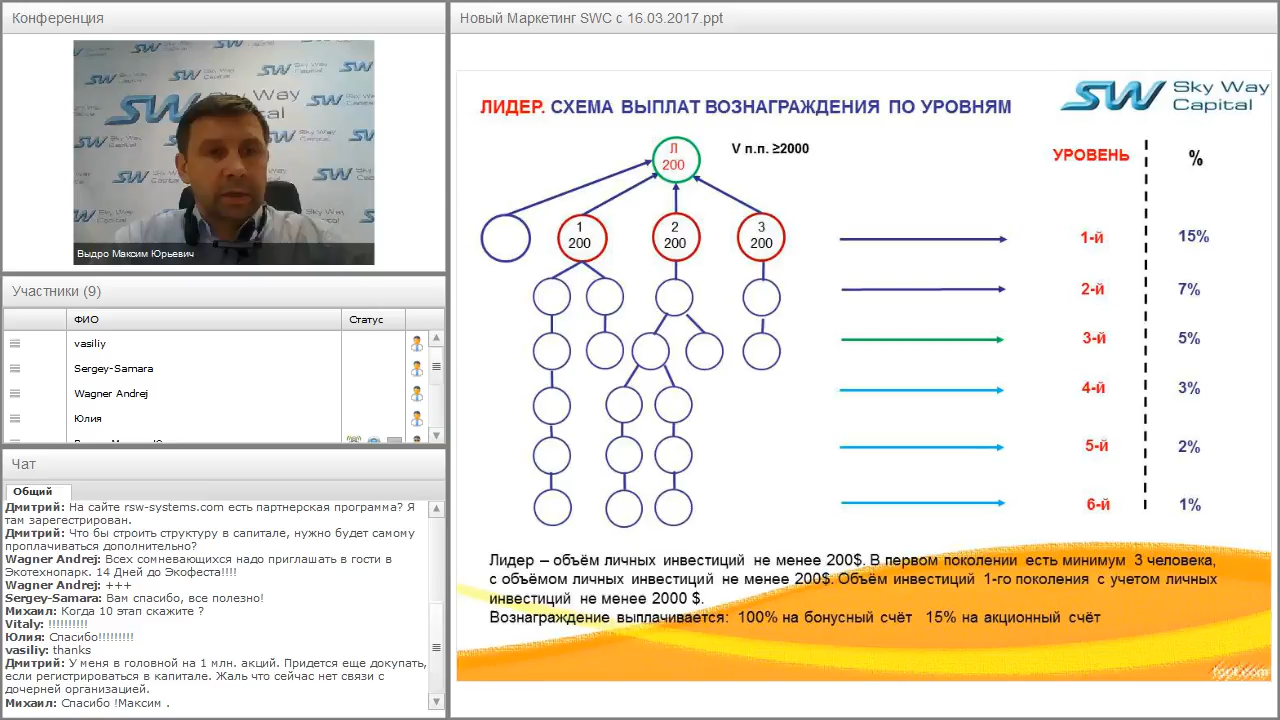 Конференция
Выдро Максим Юрьевич
Участники (9)
ФИО
Статус
vasiliy
Sergey-Samara
Wagner Andrej
Юлия
Чат
Общий
Дмитрий: На сайте rsw-systems.com есть партнёская программа? Я
там зарегестрирован.
Дмитрий: Что бы строить структуру в капитале, нужно будет самому
проплачиваться дополнительно?
Wagner Andrej: Всех сомневающихся надо приглашать в гости в
Экотехнопарк. 14 Дней до Экофеста!!!!
Wagner Andrej: +++
Sergey-Samara: Вам спасибо, все полезно!
Михаил: Когда 10 этап скажите ?
Vitaly: !!!!!!!!!!
Юлия: Спасибо!!!!!!!!!
vasiliy: thanks
Дмитрий: У меня в головной на 1 млн. акций. Придется еще докупать,
если регистрироваться в капитале. Жаль что сейчас нет связи с
дочерней организацией.
Михаил: Спасибо !Максим .
Новый Маркетинг SWC с 16.03.2017.ppt
ЛИДЕР. СХЕМА ВЫПЛАТ ВОЗНАГРАЖДЕНИЯ ПО УРОВНЯМ
SW Sky Way
Capital
Л
200
V п.п. ≥2000
УРОВЕНЬ %
1
200
2
200
3
200
1-й 15%
2-й 7%
3-й 5%
4-й 3%
5-й 2%
6-й 1%
Лидер – объём личных инвестиций не менее 200$. В первом поколении есть минимум 3 человека,
с объёмом личных инвестиций не менее 200$. Объём инвестиций 1-го поколения с учетом личных
инвестиций не менее 2000 $.
Вознаграждение выплачивается: 100% на бонусный счёт 15% на акционный счёт
fppt.com